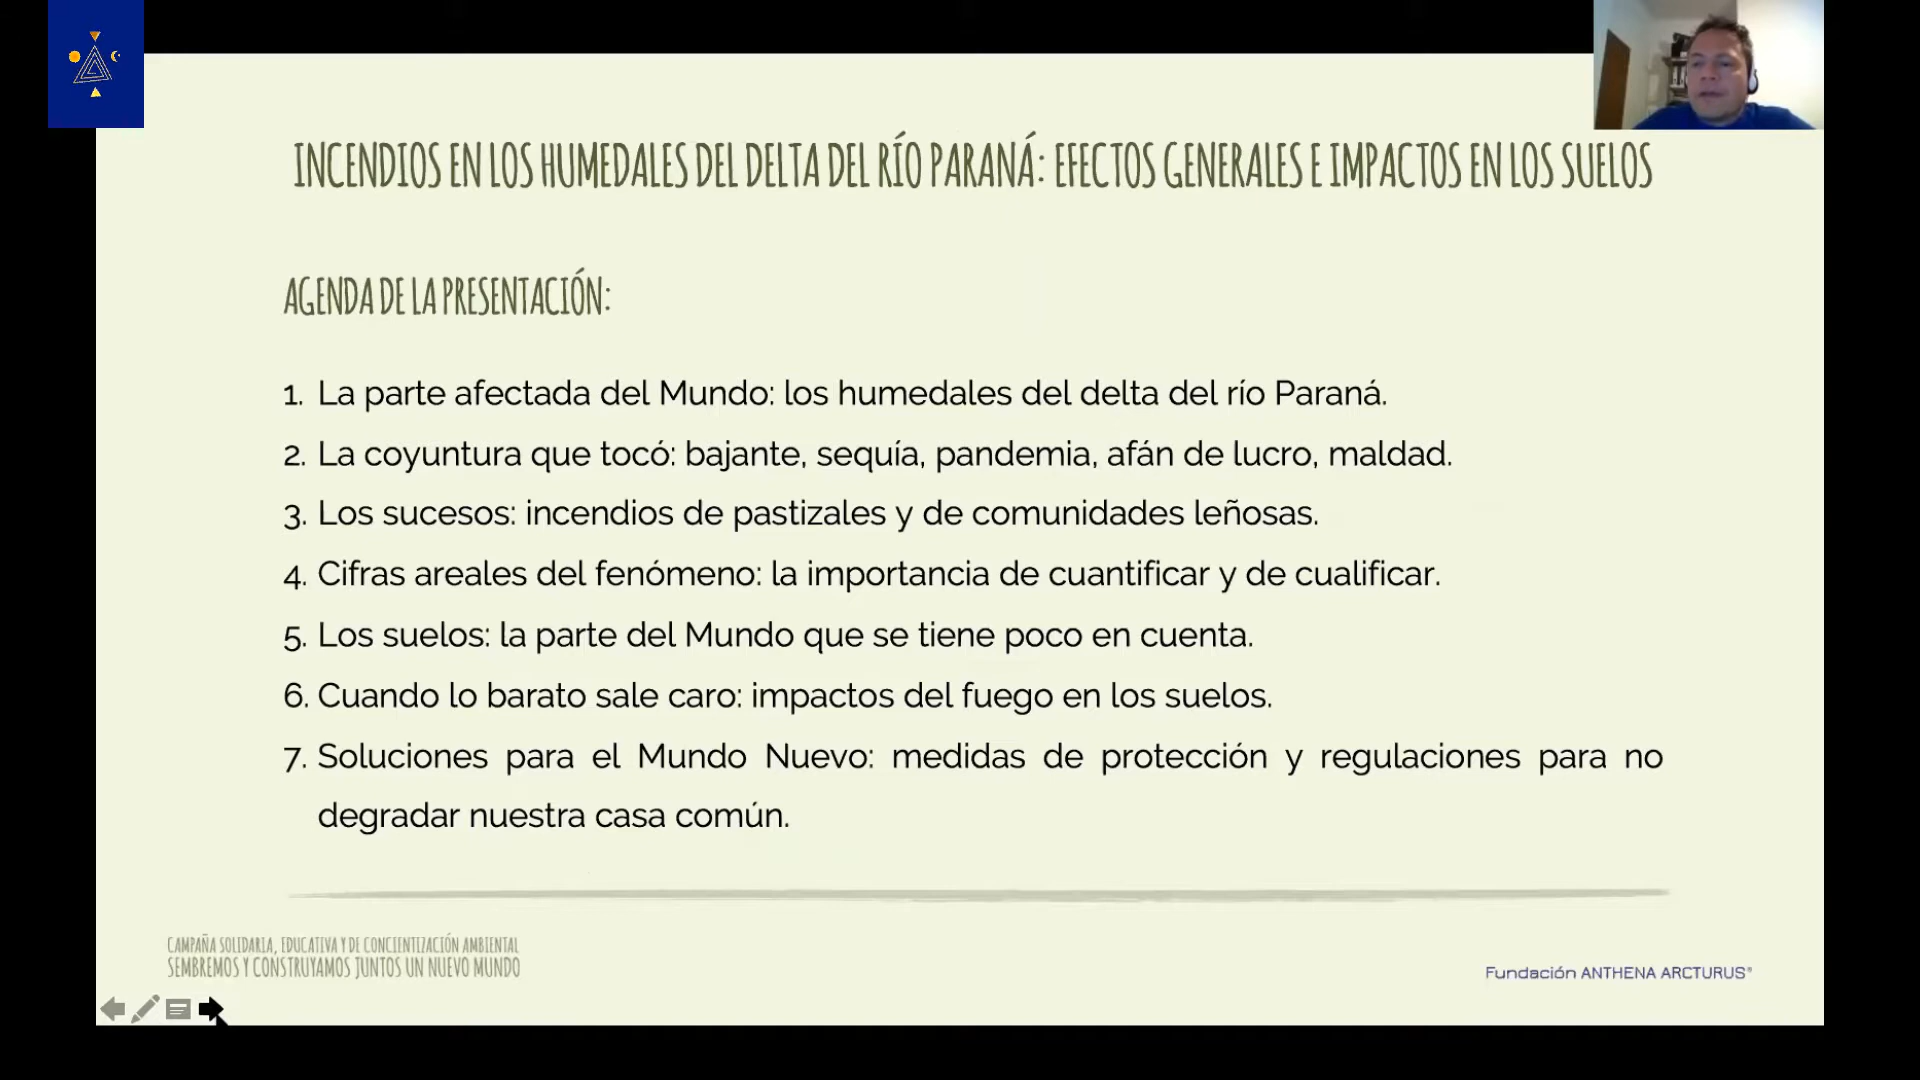 INCENDIOS EN LOS HUMEDALES DEL DELTA DEL RÍO PARANÁ: EFECTOS GENERALES E IMPACTOS EN LOS SUELOS
AGENDA DE LA PRESENTACIÓN:
1. La parte afectada del Mundo: los humedales del delta del río Paraná.
2. La coyuntura que tocó: bajante, sequía, pandemia, afán de lucro, maldad.
3. Los sucesos: incendios de pastizales y de comunidades leñosas.
4. Cifras areales del fenómeno: la importancia de cuantificar y de cualificar.
5. Los suelos: la parte del Mundo que se tiene poco en cuenta.
6. Cuando lo barato sale caro: impactos del fuego en los suelos.
7. Soluciones para el Mundo Nuevo: medidas de protección y regulaciones para no
degradar nuestra casa común.
CAMPAÑA SOLIDARIA, EDUCATIVA Y DE CONCIENTIZACIÓN AMBIENTAL
SEMBREMOS Y CONSTRUYAMOS JUNTOS UN NUEVO MUNDO
Fundación ANTHENA ARCTURUS®